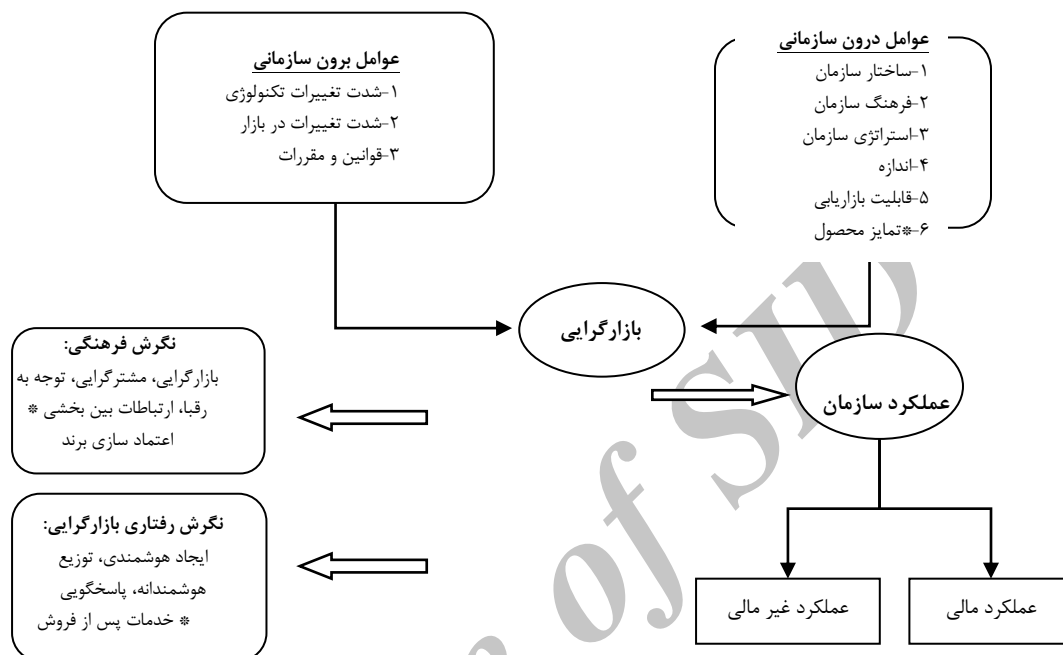 عوامل درون سازمانی
۱-ساختار سازمان
۲-فرهنگ سازمان
۳-استراتژی سازمان
۴-اندازه
۵-قابلیت بازاریابی
۶-*تمایز محصول
عوامل برون سازمانی
۱-شدت تغییرات تکنولوژی
۲-شدت تغییرات در بازار
۳-قوانین و مقررات
بازارگرایی
عملکرد سازمان
عملکرد مالی
عملکرد غیر مالی
نگرش فرهنگی:
بازارگرایی، مشترگرایی، توجه به
رقبا، ارتباطات بین بخشی *
اعتماد سازی برند
نگرش رفتاری بازارگرایی:
ایجاد هوشمندی، توزیع
هوشمندانه، پاسخگویی
* خدمات پس از فروش
of SID